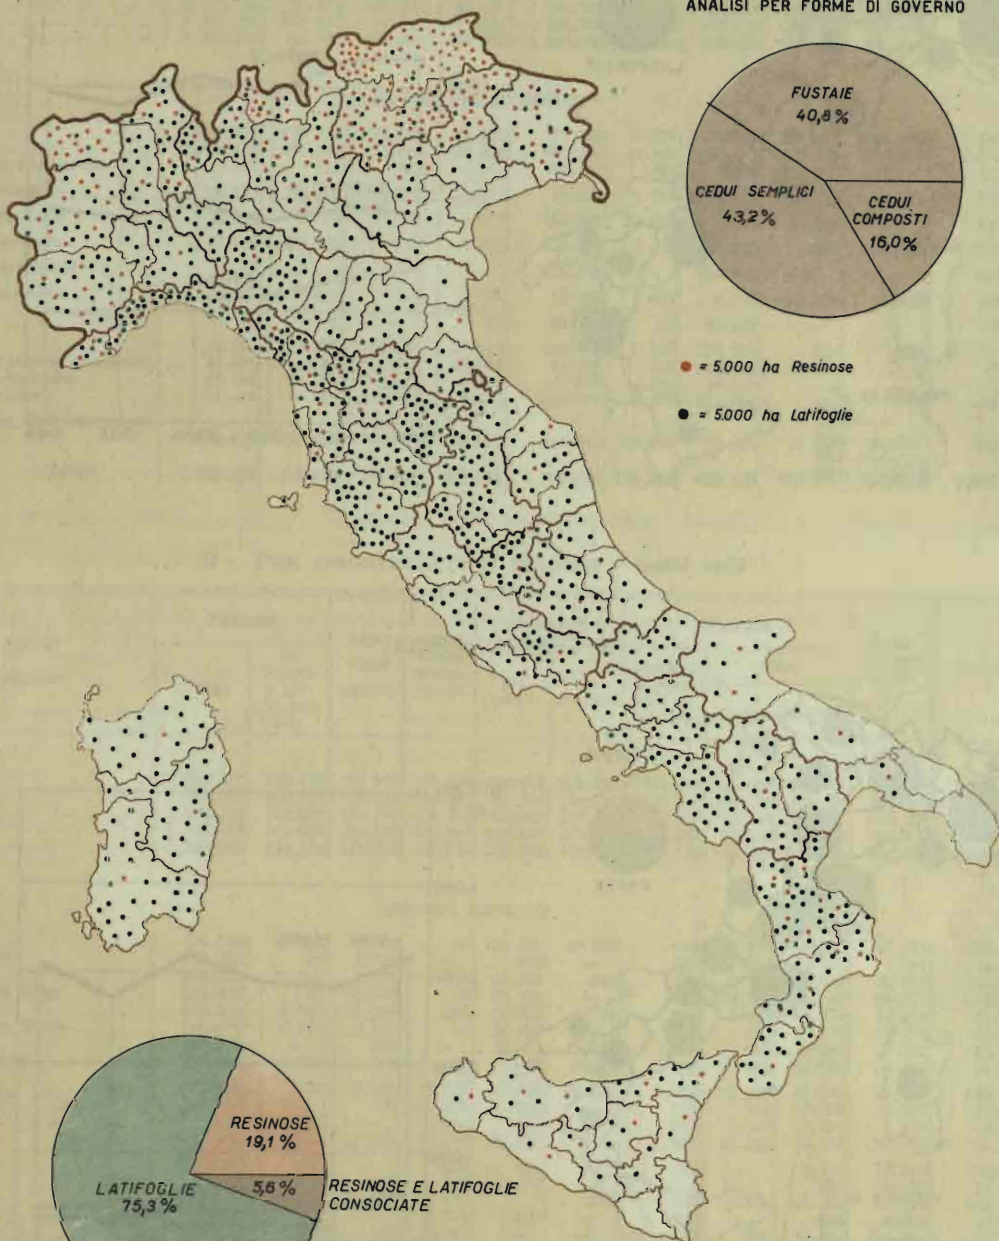 ANALISI PER FORME DI GOVERNO
FUSTAIE
40,8%
CEDUI SEMPLICI
43,2%
CEDUI
COMPOSTI
16,0%
= 5.000 ha Resinose
= 5.000 ha Latifoglie
RESINOSE
19,1%
LATIFOGLIE
75,3%
5,6%
RESINOSE E LATIFOGLIE
CONSOCIATE